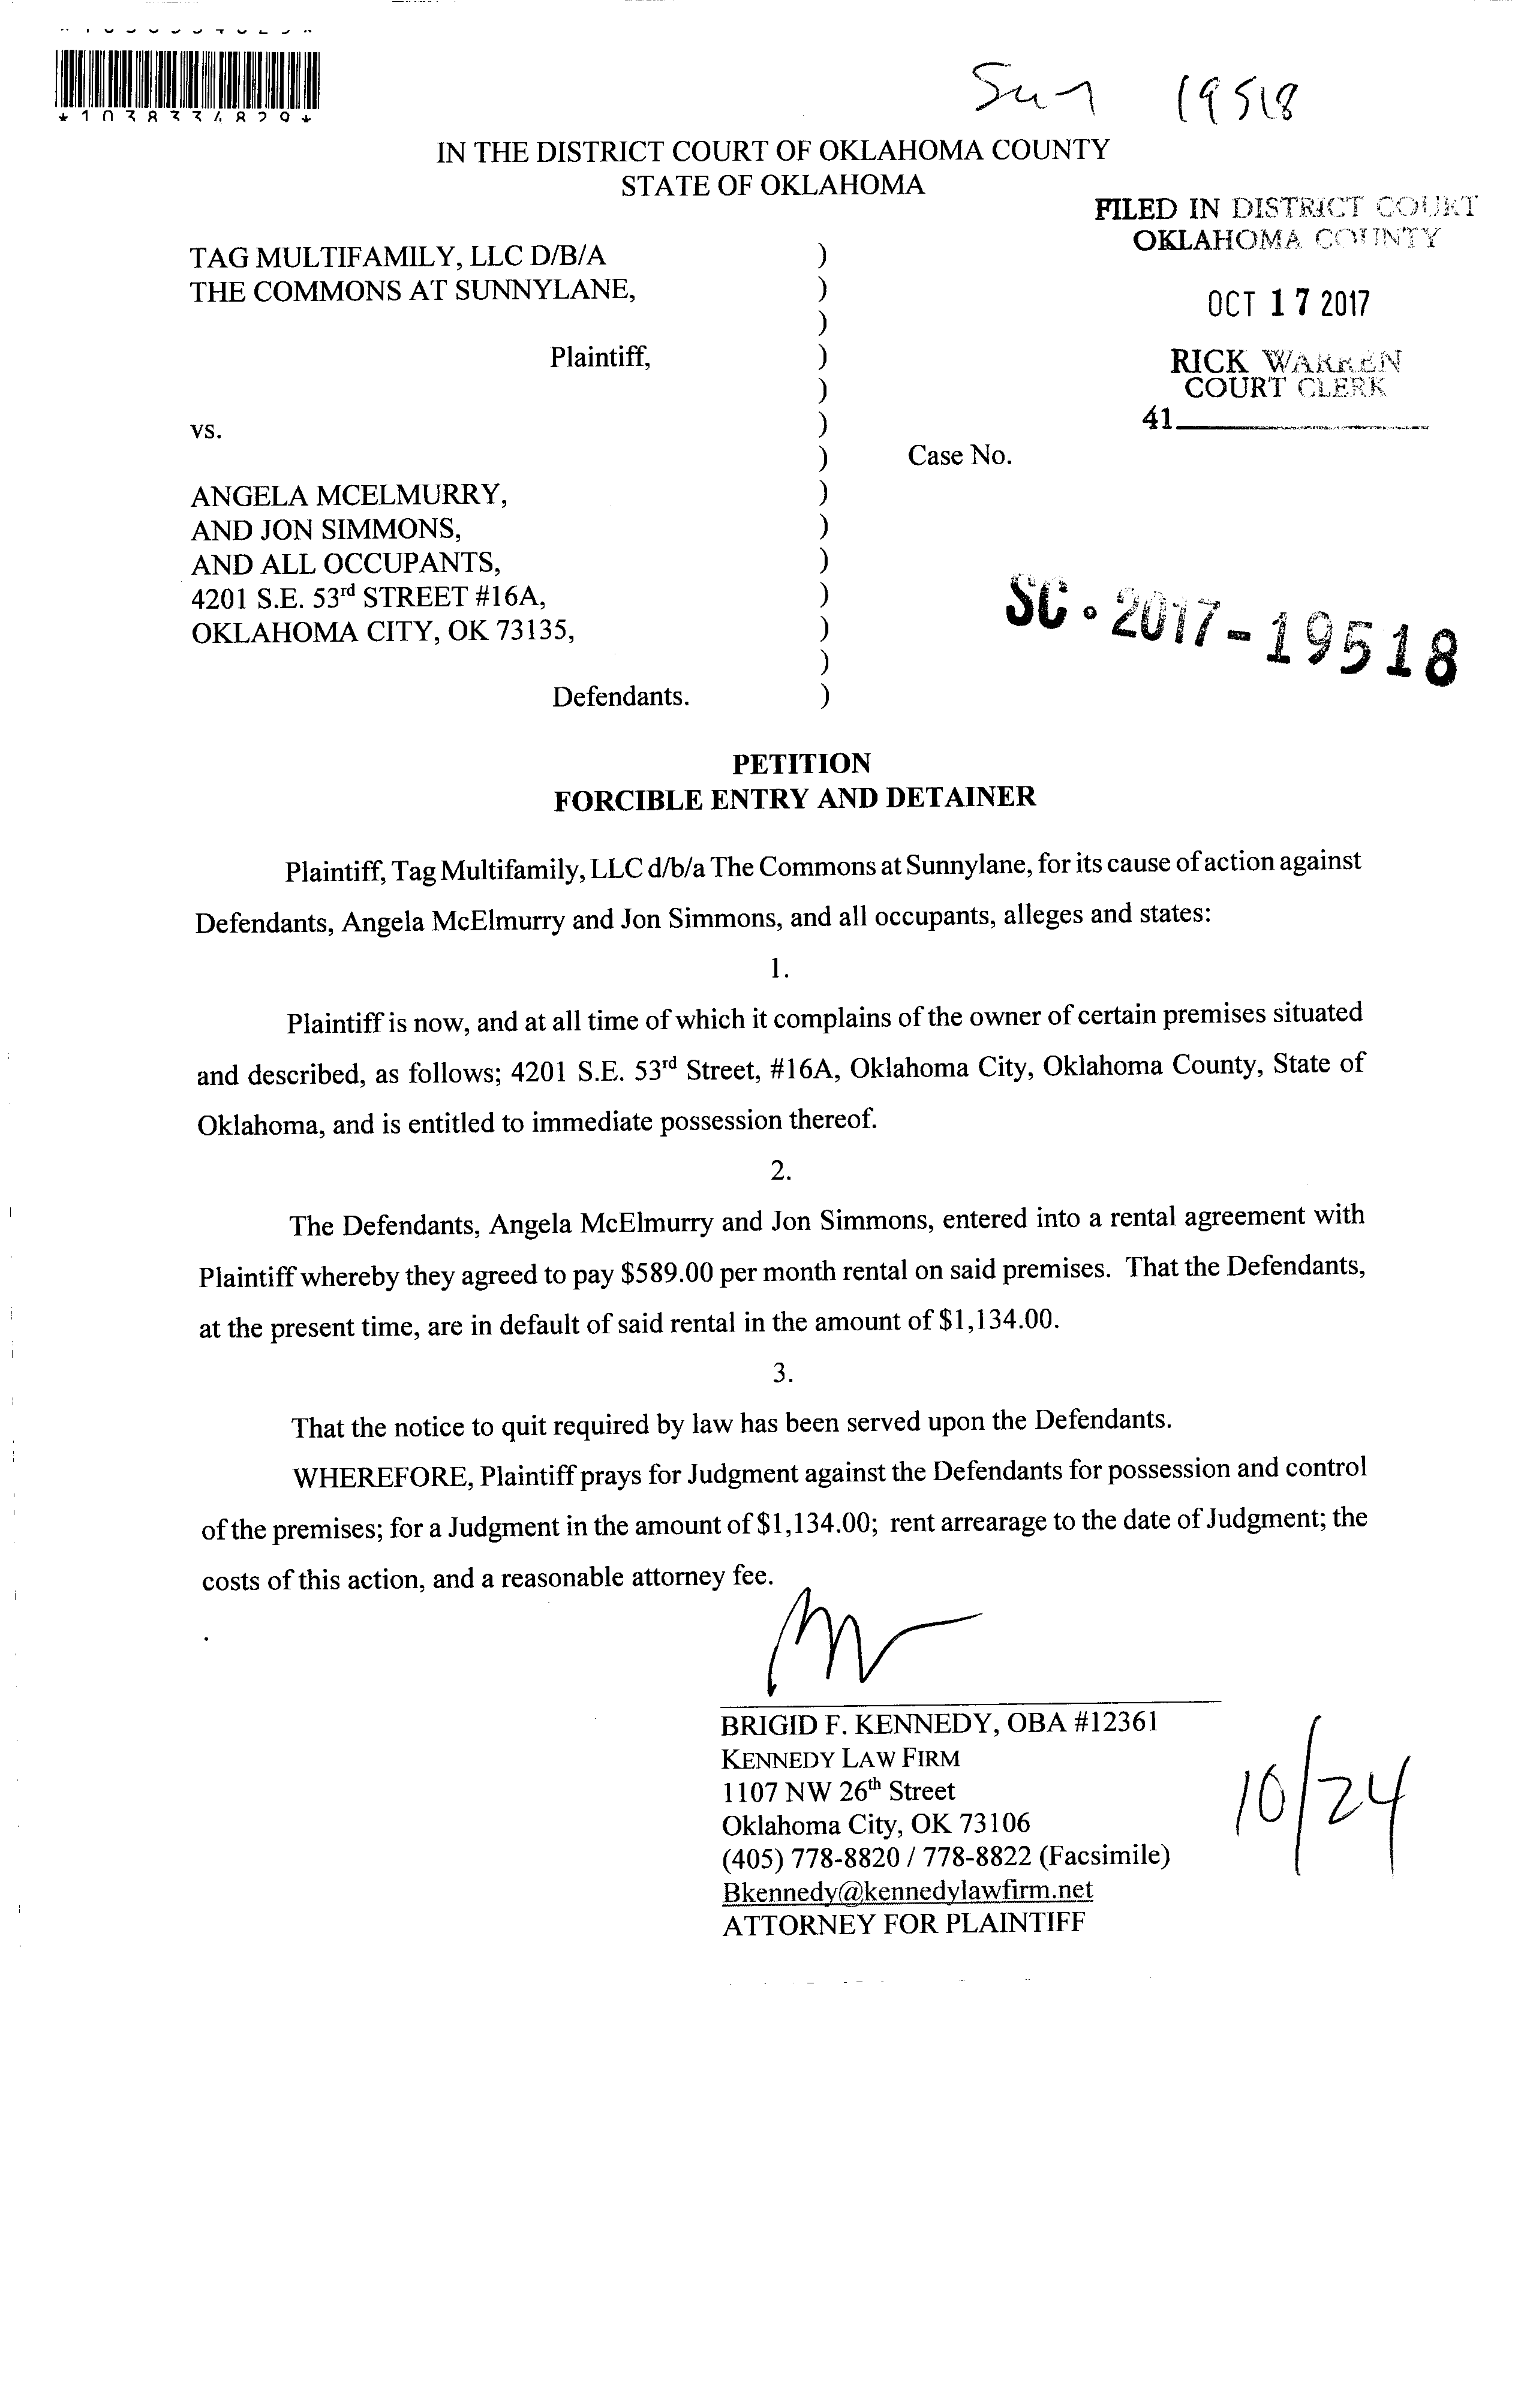 *1038334829*
Sun 19518
IN THE DISTRICT COURT OF OKLAHOMA COUNTY
STATE OF OKLAHOMA
FILED IN DISTRICT COURT
OKLAHOMA COUNTY
OCT 17 2017
RICK WARREN
COURT CLERK
41
TAG MULTIFAMILY, LLC D/B/A )
THE COMMONS AT SUNNYLANE, )
)
Plaintiff, )
)
vs. )
) Case No.
ANGELA MCELMURRY, )
AND JON SIMMONS, )
AND ALL OCCUPANTS, )
4201 S.E. 53rd STREET #16A, )
OKLAHOMA CITY, OK 73135, )
)
Defendants. )
SC-2017-19518
PETITION
FORCIBLE ENTRY AND DETAINER
Plaintiff, Tag Multifamily, LLC d/b/a The Commons at Sunnylane, for its cause of action against
Defendants, Angela McElmurry and Jon Simmons, and all occupants, alleges and states:
1.
Plaintiff is now, and at all time of which it complains of the owner of certain premises situated
and described, as follows; 4201 S.E. 53rd Street, #16A, Oklahoma City, Oklahoma County, State of
Oklahoma, and is entitled to immediate possession thereof.
2.
The Defendants, Angela McElmurry and Jon Simmons, entered into a rental agreement with
Plaintiff whereby they agreed to pay $589.00 per month rental on said premises. That the Defendants,
at the present time, are in default of said rental in the amount of $1,134.00.
3.
That the notice to quit required by law has been served upon the Defendants.
WHEREFORE, Plaintiff prays for Judgment against the Defendants for possession and control
of the premises; for a Judgment in the amount of $1,134.00; rent arrearage to the date of Judgment; the
costs of this action, and a reasonable attorney fee.
BRIGID F. KENNEDY, OBA #12361
KENNEDY LAW FIRM
1107 NW 26th Street
Oklahoma City, OK 73106
(405) 778-8820 / 778-8822 (Facsimile)
Bkennedy@kennedylawfirm.net
ATTORNEY FOR PLAINTIFF
10/24